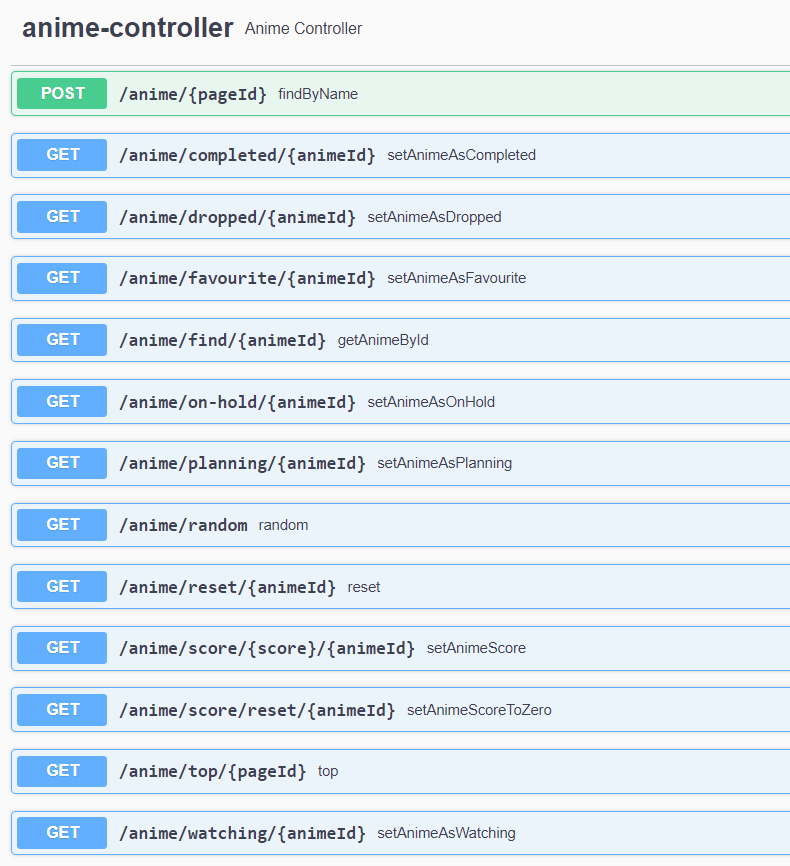 anime-controller Anime Controller
POST /anime/{pageId} findByName
GET /anime/completed/{animeId} setAnimeAsCompleted
GET /anime/dropped/{animeId} setAnimeAsDropped
GET /anime/favourite/{animeId} setAnimeAsFavourite
GET /anime/find/{animeId} getAnimeById
GET /anime/on-hold/{animeId} setAnimeAsOnHold
GET /anime/planning/{animeId} setAnimeAsPlanning
GET /anime/random random
GET /anime/reset/{animeId} reset
GET /anime/score/{score}/{animeId} setAnimeScore
GET /anime/score/reset/{animeId} setAnimeScoreToZero
GET /anime/top/{pageId} top
GET /anime/watching/{animeId} setAnimeAsWatching